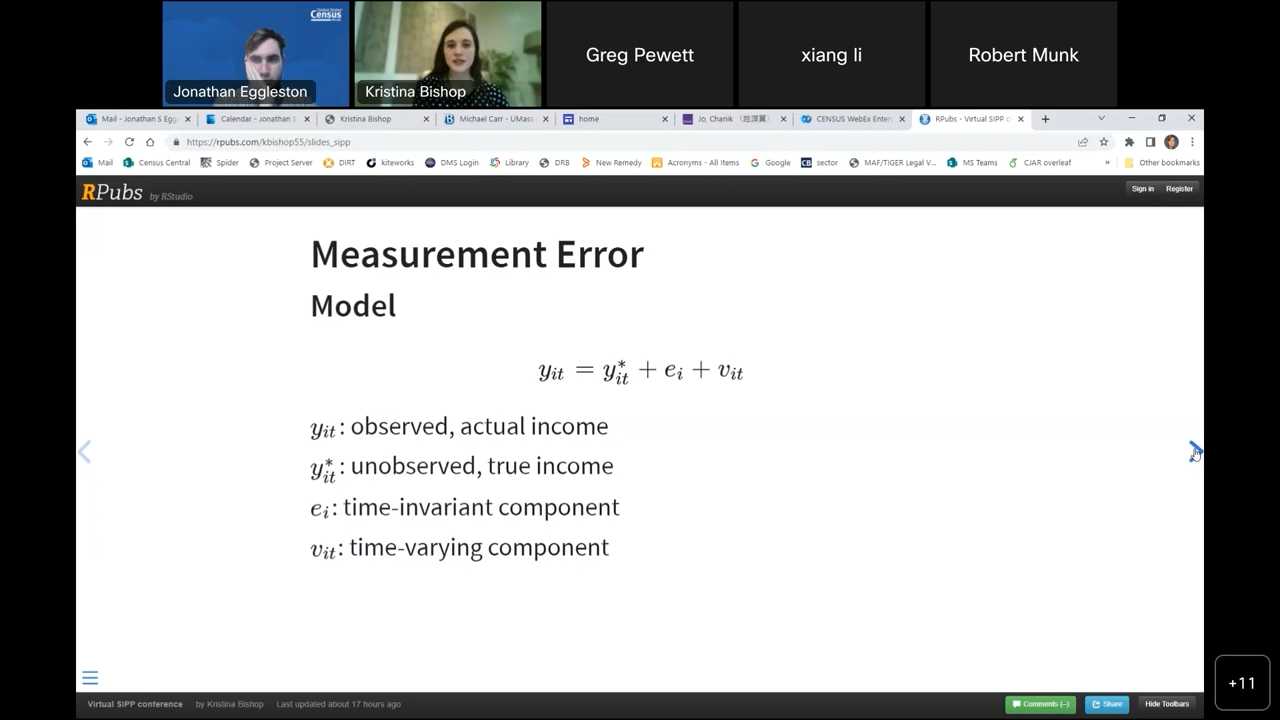 United States
Census
Jonathan Eggleston
Kristina Bishop
Greg Pewett
xiang li
Robert Munk
Mail - Jonathan S Egg
Calendar - Jonathan S
Kristina Bishop
Michael Carr - UMass
home
Jo, Chanik
CENSUS WebEx Enter
RPubs - Virtual SIPP c
https://rpubs.com/kbishop55/slides_sipp
Mail
Census Central
Spider
Project Server
DIRT
kiteworks
DMS Login
Library
DRB
New Remedy
Acronyms - All Items
Google
sector
MAF/TIGER Legal V...
MS Teams
CJAR overleaf
»
Other bookmarks
RPubs by RStudio
Sign in
Register
Measurement Error
Model
y_it = y*_it + e_i + v_it
y_it: observed, actual income
y*_it: unobserved, true income
e_i: time-invariant component
v_it: time-varying component
Virtual SIPP conference
by Kristina Bishop
Last updated about 17 hours ago
Comments (–)
Share
Hide Toolbars
+11